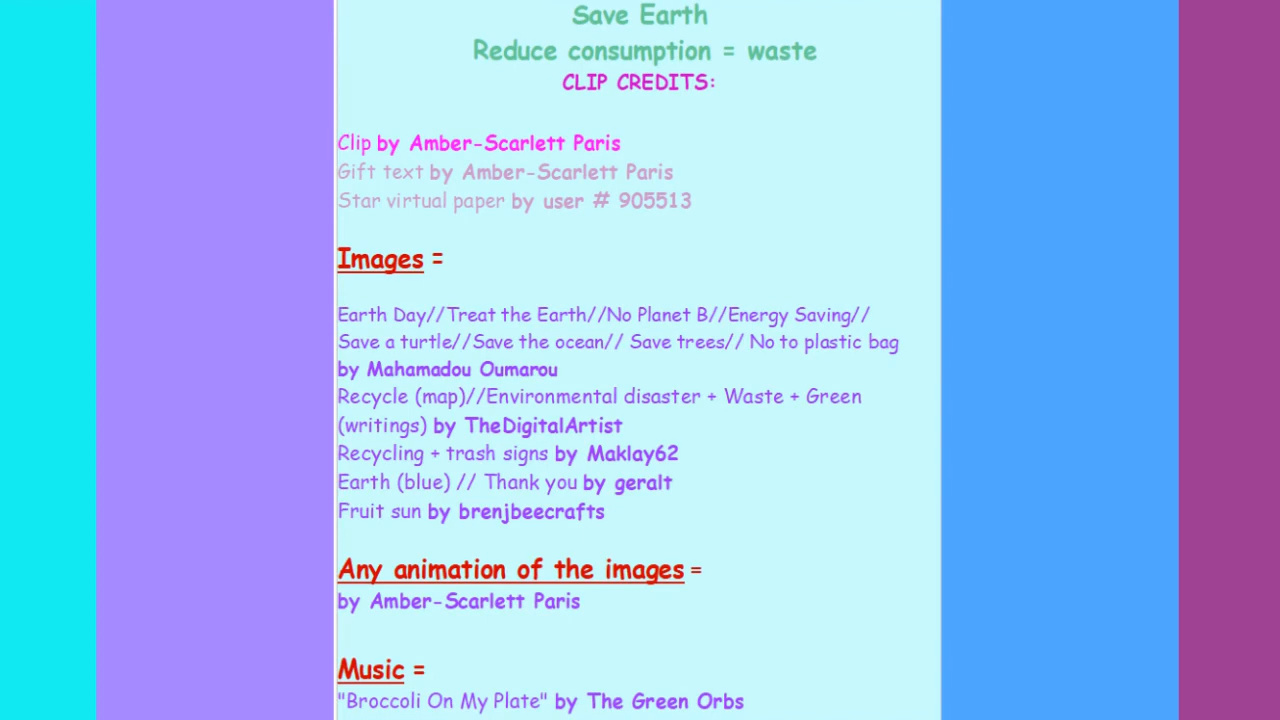 Save Earth
Reduce consumption = waste
CLIP CREDITS:
Clip by Amber-Scarlett Paris
Gift text by Amber-Scarlett Paris
Star virtual paper by user # 905513
Images =
Earth Day//Treat the Earth//No Planet B//Energy Saving//
Save a turtle//Save the ocean// Save trees// No to plastic bag
by Mahamadou Oumarou
Recycle (map)//Environmental disaster + Waste + Green
(writings) by TheDigitalArtist
Recycling + trash signs by Maklay62
Earth (blue) // Thank you by geralt
Fruit sun by brenjbeecrafts
Any animation of the images =
by Amber-Scarlett Paris
Music =
"Broccoli On My Plate" by The Green Orbs